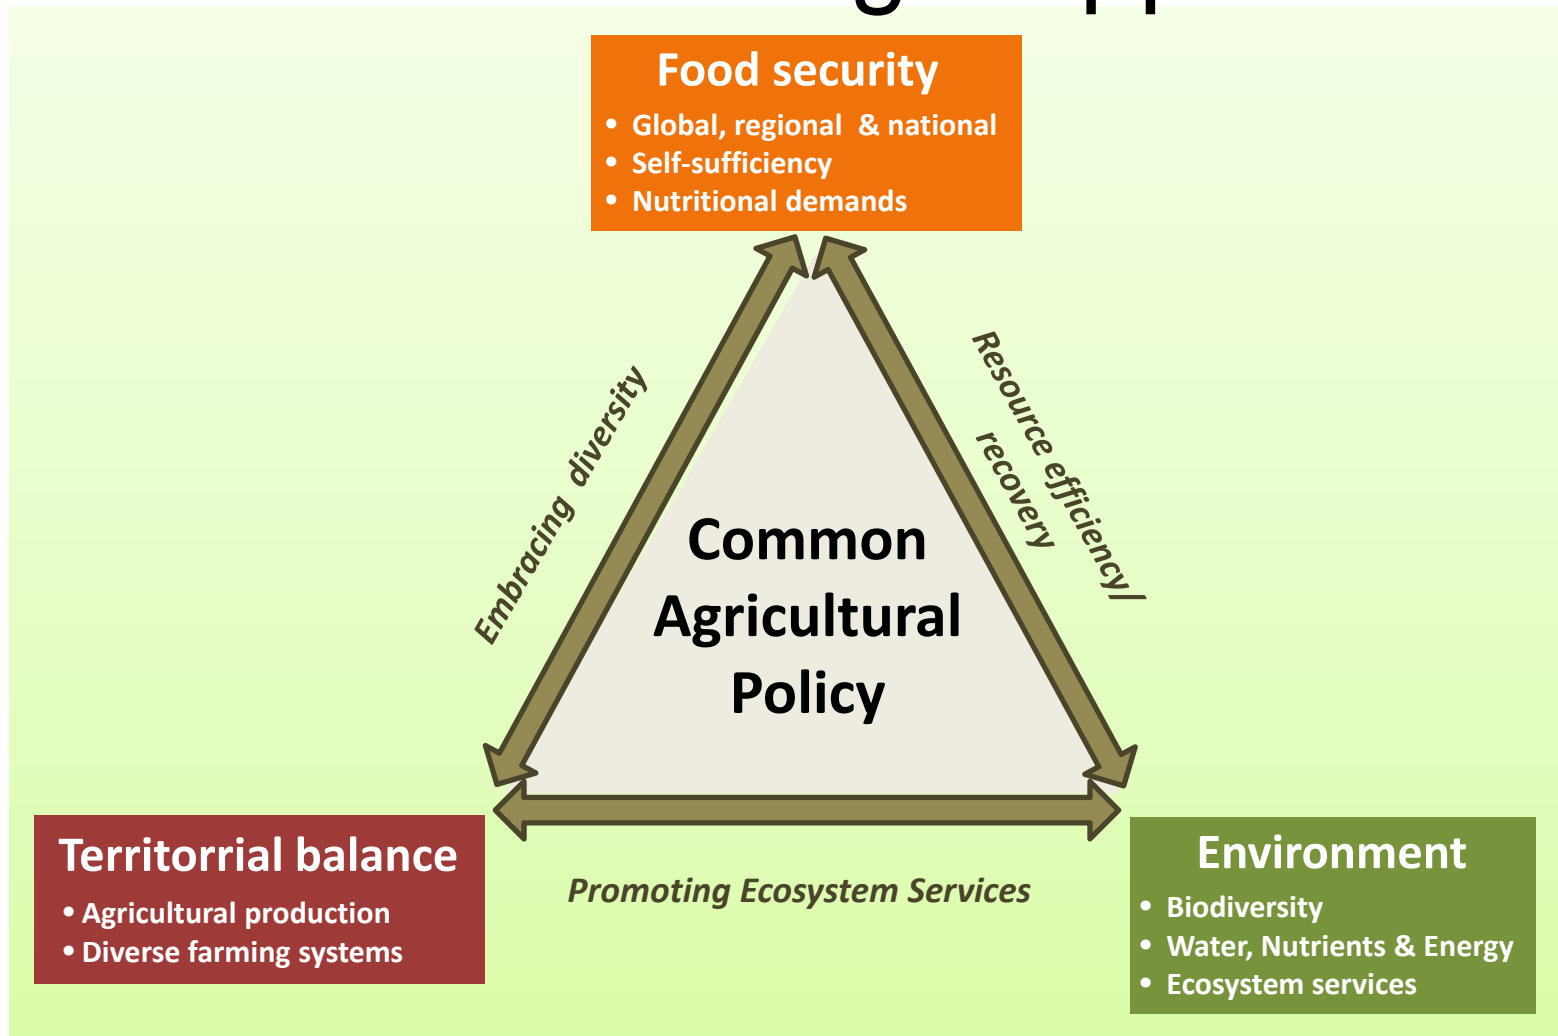 Food security
• Global, regional & national
• Self-sufficiency
• Nutritional demands
Embracing diversity
Resource efficiency/
recovery
Common
Agricultural
Policy
Territorrial balance
• Agricultural production
• Diverse farming systems
Promoting Ecosystem Services
Environment
• Biodiversity
• Water, Nutrients & Energy
• Ecosystem services